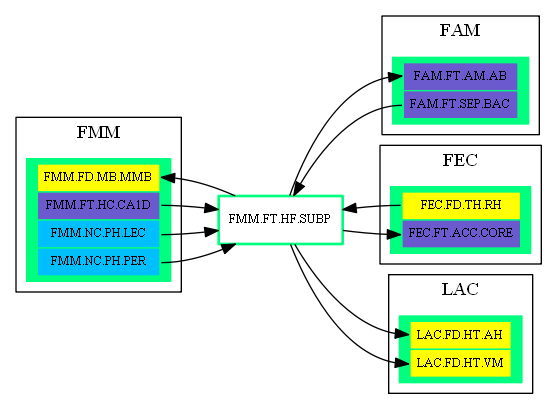 FMM
FMM.FD.MB.MMB
FMM.FT.HC.CA1D
FMM.NC.PH.LEC
FMM.NC.PH.PER
FMM.FT.HF.SUBP
FAM
FAM.FT.AM.AB
FAM.FT.SEP.BAC
FEC
FEC.FD.TH.RH
FEC.FT.ACC.CORE
LAC
LAC.FD.HT.AH
LAC.FD.HT.VM